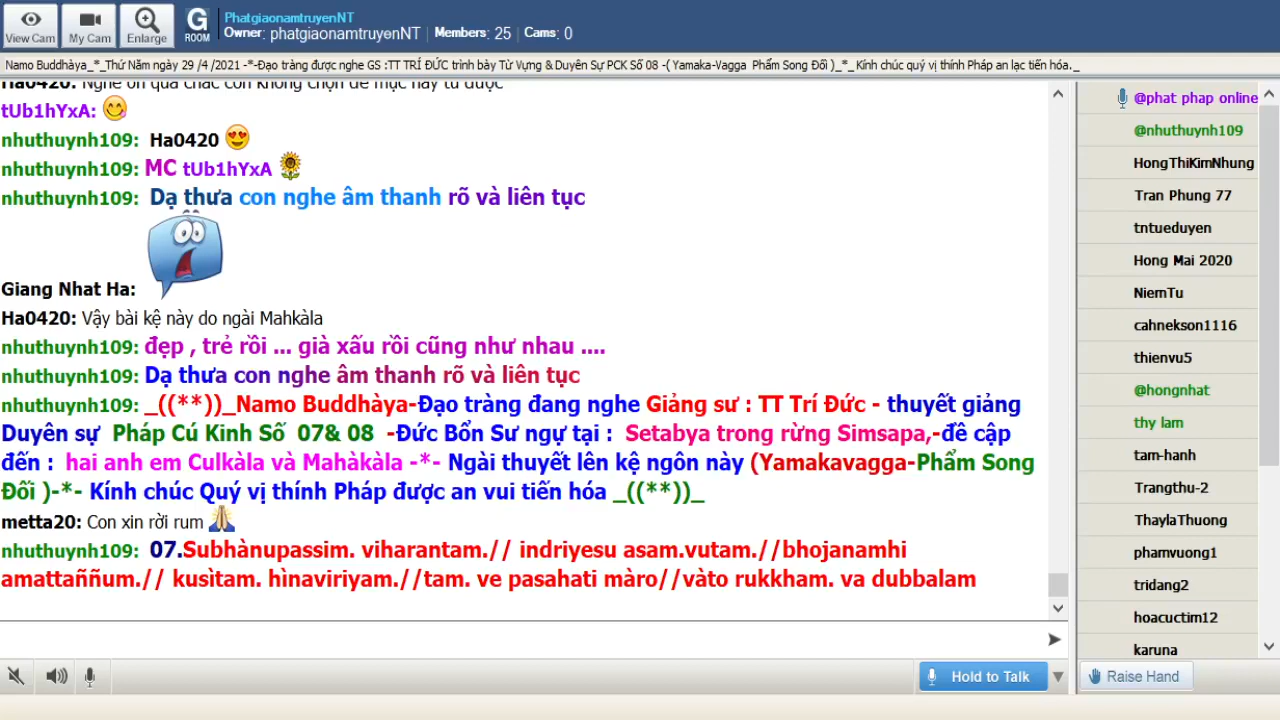 View Cam
My Cam
Enlarge
G
ROOM
PhatgiaonamtruyenNT
Owner: phatgiaonamtruyenNT | Members: 25 | Cams: 0
Namo Buddhàya_*_Thứ Năm ngày 29 /4 /2021 -*-Đạo tràng được nghe GS :TT TRÍ ĐỨC trình bày Từ Vựng & Duyên Sự PCK Số 08 -( Yamaka-Vagga Phẩm Song Đối )_*_ Kính chúc quý vị thính Pháp an lạc tiến hóa._
Ha0420: Nghe ồn quá chắc con không chọn đề mục này tu được
tUb1hYxA:
nhuthuynh109: Ha0420
nhuthuynh109: MC tUb1hYxA
nhuthuynh109: Dạ thưa con nghe âm thanh rõ và liên tục
Giang Nhat Ha:
Ha0420: Vậy bài kệ này do ngài Mahkàla
nhuthuynh109: đẹp , trẻ rồi ... già xấu rồi cũng như nhau ....
nhuthuynh109: Dạ thưa con nghe âm thanh rõ và liên tục
nhuthuynh109: _((**))_Namo Buddhàya-Đạo tràng đang nghe Giảng sư : TT Trí Đức - thuyết giảng
Duyên sự Pháp Cú Kinh Số 07& 08 -Đức Bổn Sư ngự tại : Setabya trong rừng Simsapa,-đề cập
đến : hai anh em Culkàla và Mahàkàla -*- Ngài thuyết lên kệ ngôn này (Yamakavagga-Phẩm Song
Đối )-*- Kính chúc Quý vị thính Pháp được an vui tiến hóa _((**))_
metta20: Con xin rời rum
nhuthuynh109: 07.Subhànupassim. viharantam.// indriyesu asam.vutam.//bhojanamhi
amattaññum.// kusìtam. hìnaviriyam.//tam. ve pasahati màro//vàto rukkham. va dubbalam
@phat phap online
@nhuthuynh109
HongThiKimNhung
Tran Phung 77
tntueduyen
Hong Mai 2020
NiemTu
cahnekson1116
thienvu5
@hongnhat
thy lam
tam-hanh
Trangthu-2
ThaylaThuong
phamvuong1
tridang2
hoacuctim12
karuna
Hold to Talk
Raise Hand